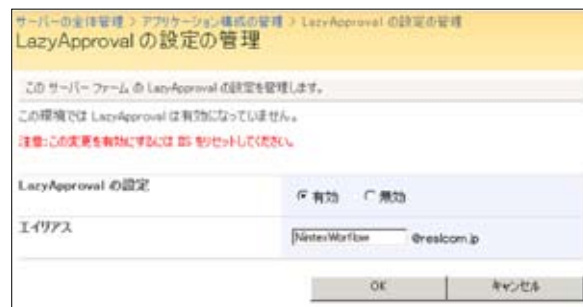 サーバーの全体管理 > アプリケーション構成の管理 > LazyApproval の設定の管理
LazyApproval の設定の管理
この サーバー ファーム の LazyApproval の設定を管理します。
この環境では LazyApproval は有効になっていません。
注意:この変更を有効にするには IIS をリセットしてください。
LazyApproval の設定
有効 無効
エイリアス
NintexWorflow @realcom.jp
OK キャンセル